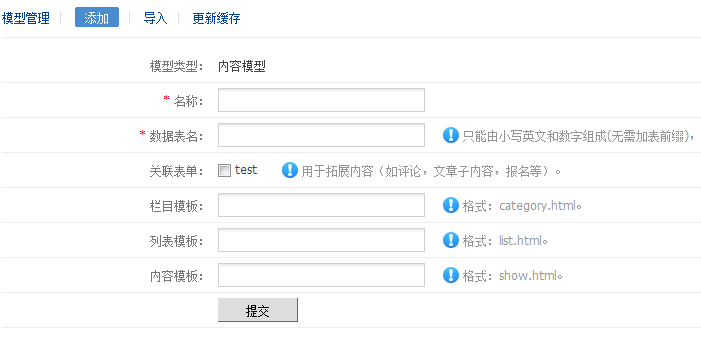 模型管理 添加 导入 更新缓存
模型类型： 内容模型
* 名称：
* 数据表名： 只能由小写英文和数字组成(无需加表前缀)，
关联表单： test 用于拓展内容（如评论，文章子内容，报名等）。
栏目模板： 格式：category.html。
列表模板： 格式：list.html。
内容模板： 格式：show.html。
提交